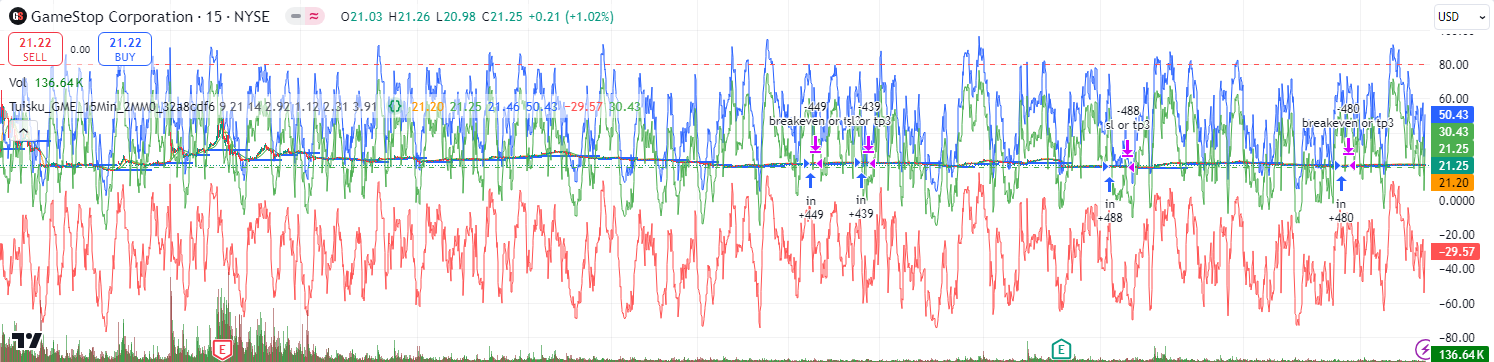 GameStop Corporation · 15 · NYSE
O21.03 H21.26 L20.98 C21.25 +0.21 (+1.02%)
USD
21.22
SELL
0.00
21.22
BUY
Vol 136.64 K
Tuisku_GME_15Min_2MM0_32a8cdf6 9 21 14 2.92 1.12 2.31 3.91 21.20 21.25 21.46 50.43 −29.57 30.43
-449
breakeven or tsl or tp3
-439
-488
sl or tp3
-480
breakeven or tp3
in
+449
in
+439
in
+488
in
+480
80.00
60.00
50.43
30.43
21.25
21.25
21.20
0.0000
−20.00
−29.57
−40.00
−60.00
−80.00
136.64 K
E
E